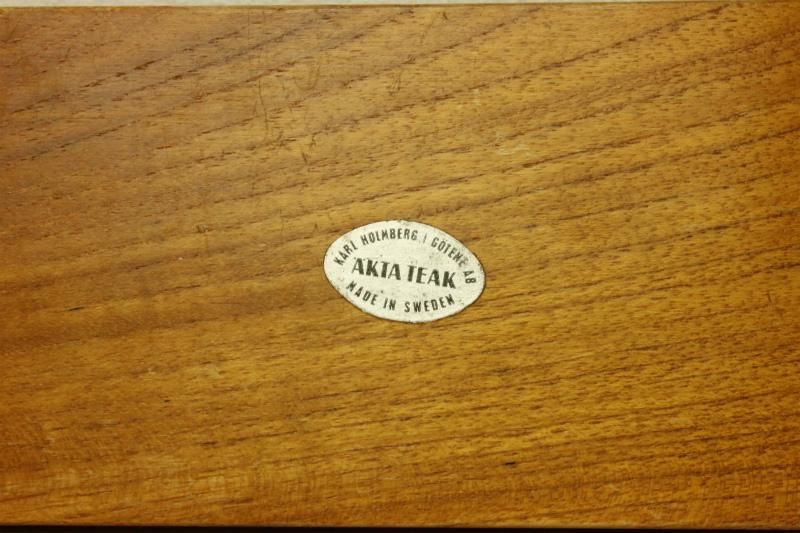 KARL HOLMBERG I GÖTENE AB
AKTA TEAK
MADE IN SWEDEN